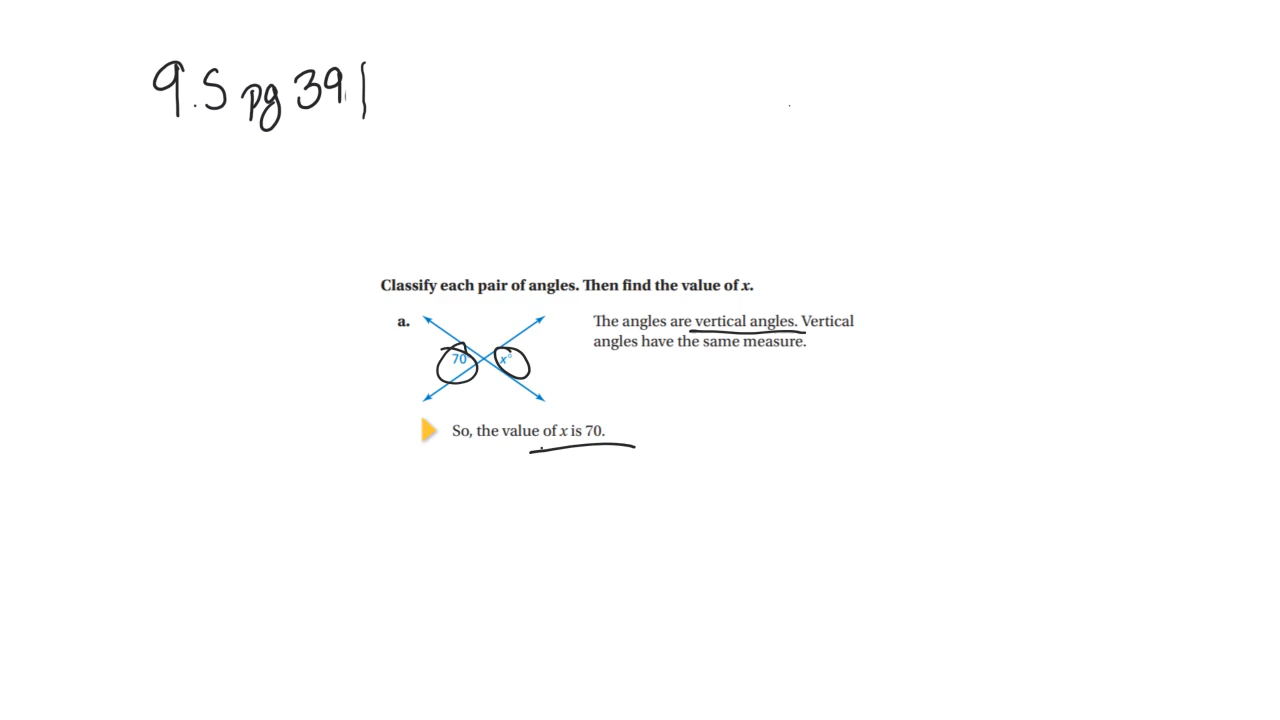 9.5 pg 391
Classify each pair of angles. Then find the value of x.
a.
70
x°
The angles are vertical angles. Vertical
angles have the same measure.
So, the value of x is 70.